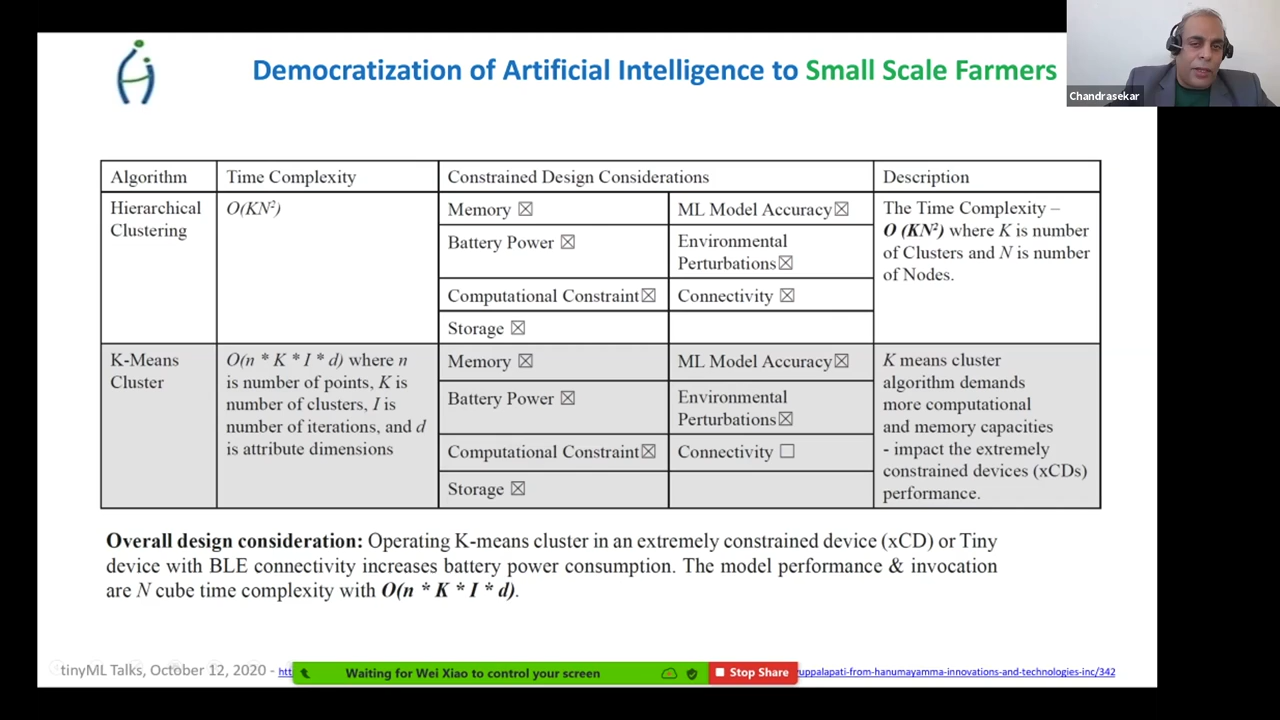 Democratization of Artificial Intelligence to Small Scale Farmers
Chandrasekar
Algorithm
Time Complexity
Constrained Design Considerations
Description
Hierarchical
Clustering
O(KN²)
Memory ☒
ML Model Accuracy☒
Battery Power ☒
Environmental
Perturbations☒
Computational Constraint☒
Connectivity ☒
Storage ☒
The Time Complexity –
O (KN²) where K is number
of Clusters and N is number
of Nodes.
K-Means
Cluster
O(n * K * I * d) where n
is number of points, K is
number of clusters, I is
number of iterations, and d
is attribute dimensions
Memory ☒
ML Model Accuracy☒
Battery Power ☒
Environmental
Perturbations☒
Computational Constraint☒
Connectivity ☐
Storage ☒
K means cluster
algorithm demands
more computational
and memory capacities
- impact the extremely
constrained devices (xCDs)
performance.
Overall design consideration: Operating K-means cluster in an extremely constrained device (xCD) or Tiny
device with BLE connectivity increases battery power consumption. The model performance & invocation
are N cube time complexity with O(n * K * I * d).
tinyML Talks, October 12, 2020 - htt
Waiting for Wei Xiao to control your screen
Stop Share
uppalapati-from-hanumayamma-innovations-and-technologies-inc/342